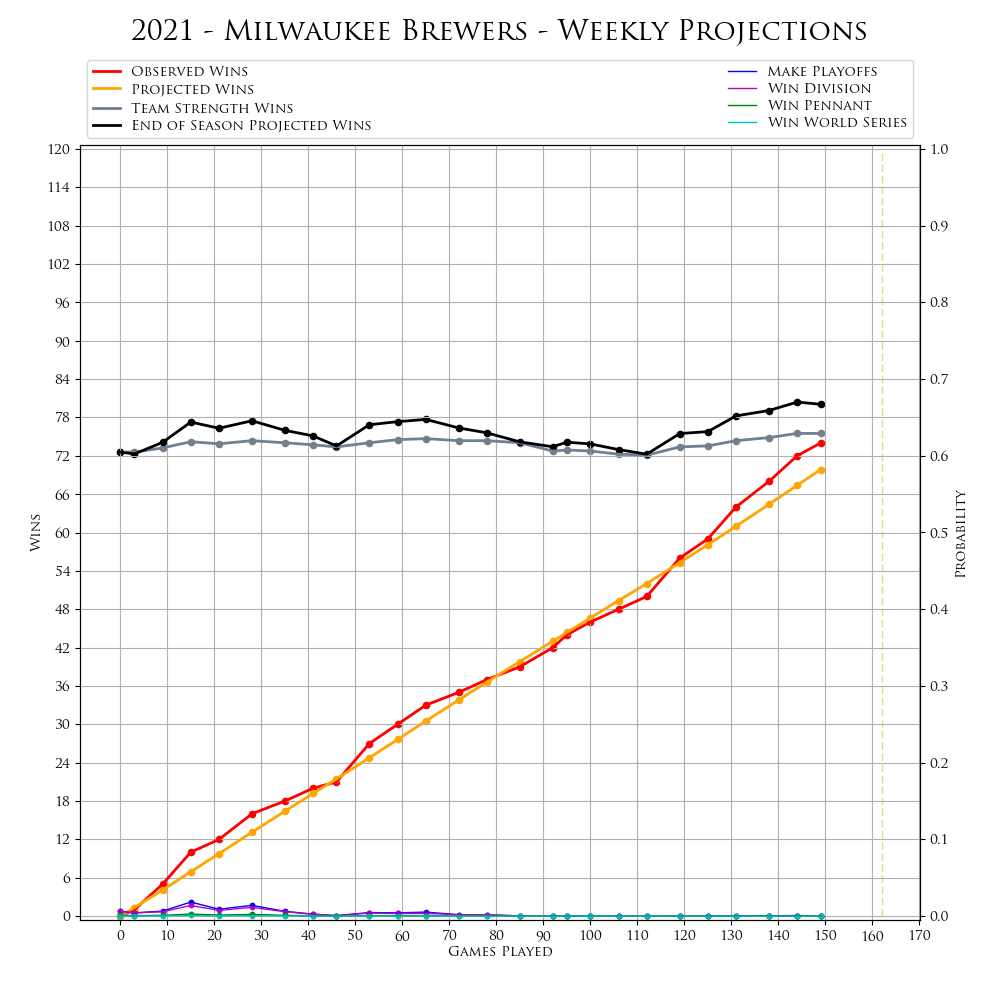 2021 - Milwaukee Brewers - Weekly Projections
Observed Wins
Projected Wins
Team Strength Wins
End of Season Projected Wins
Make Playoffs
Win Division
Win Pennant
Win World Series
120
114
108
102
96
90
84
78
72
66
60
54
48
42
36
30
24
18
12
6
0
Wins
1.0
0.9
0.8
0.7
0.6
0.5
0.4
0.3
0.2
0.1
0.0
Probability
0 10 20 30 40 50 60 70 80 90 100 110 120 130 140 150 160 170
Games Played